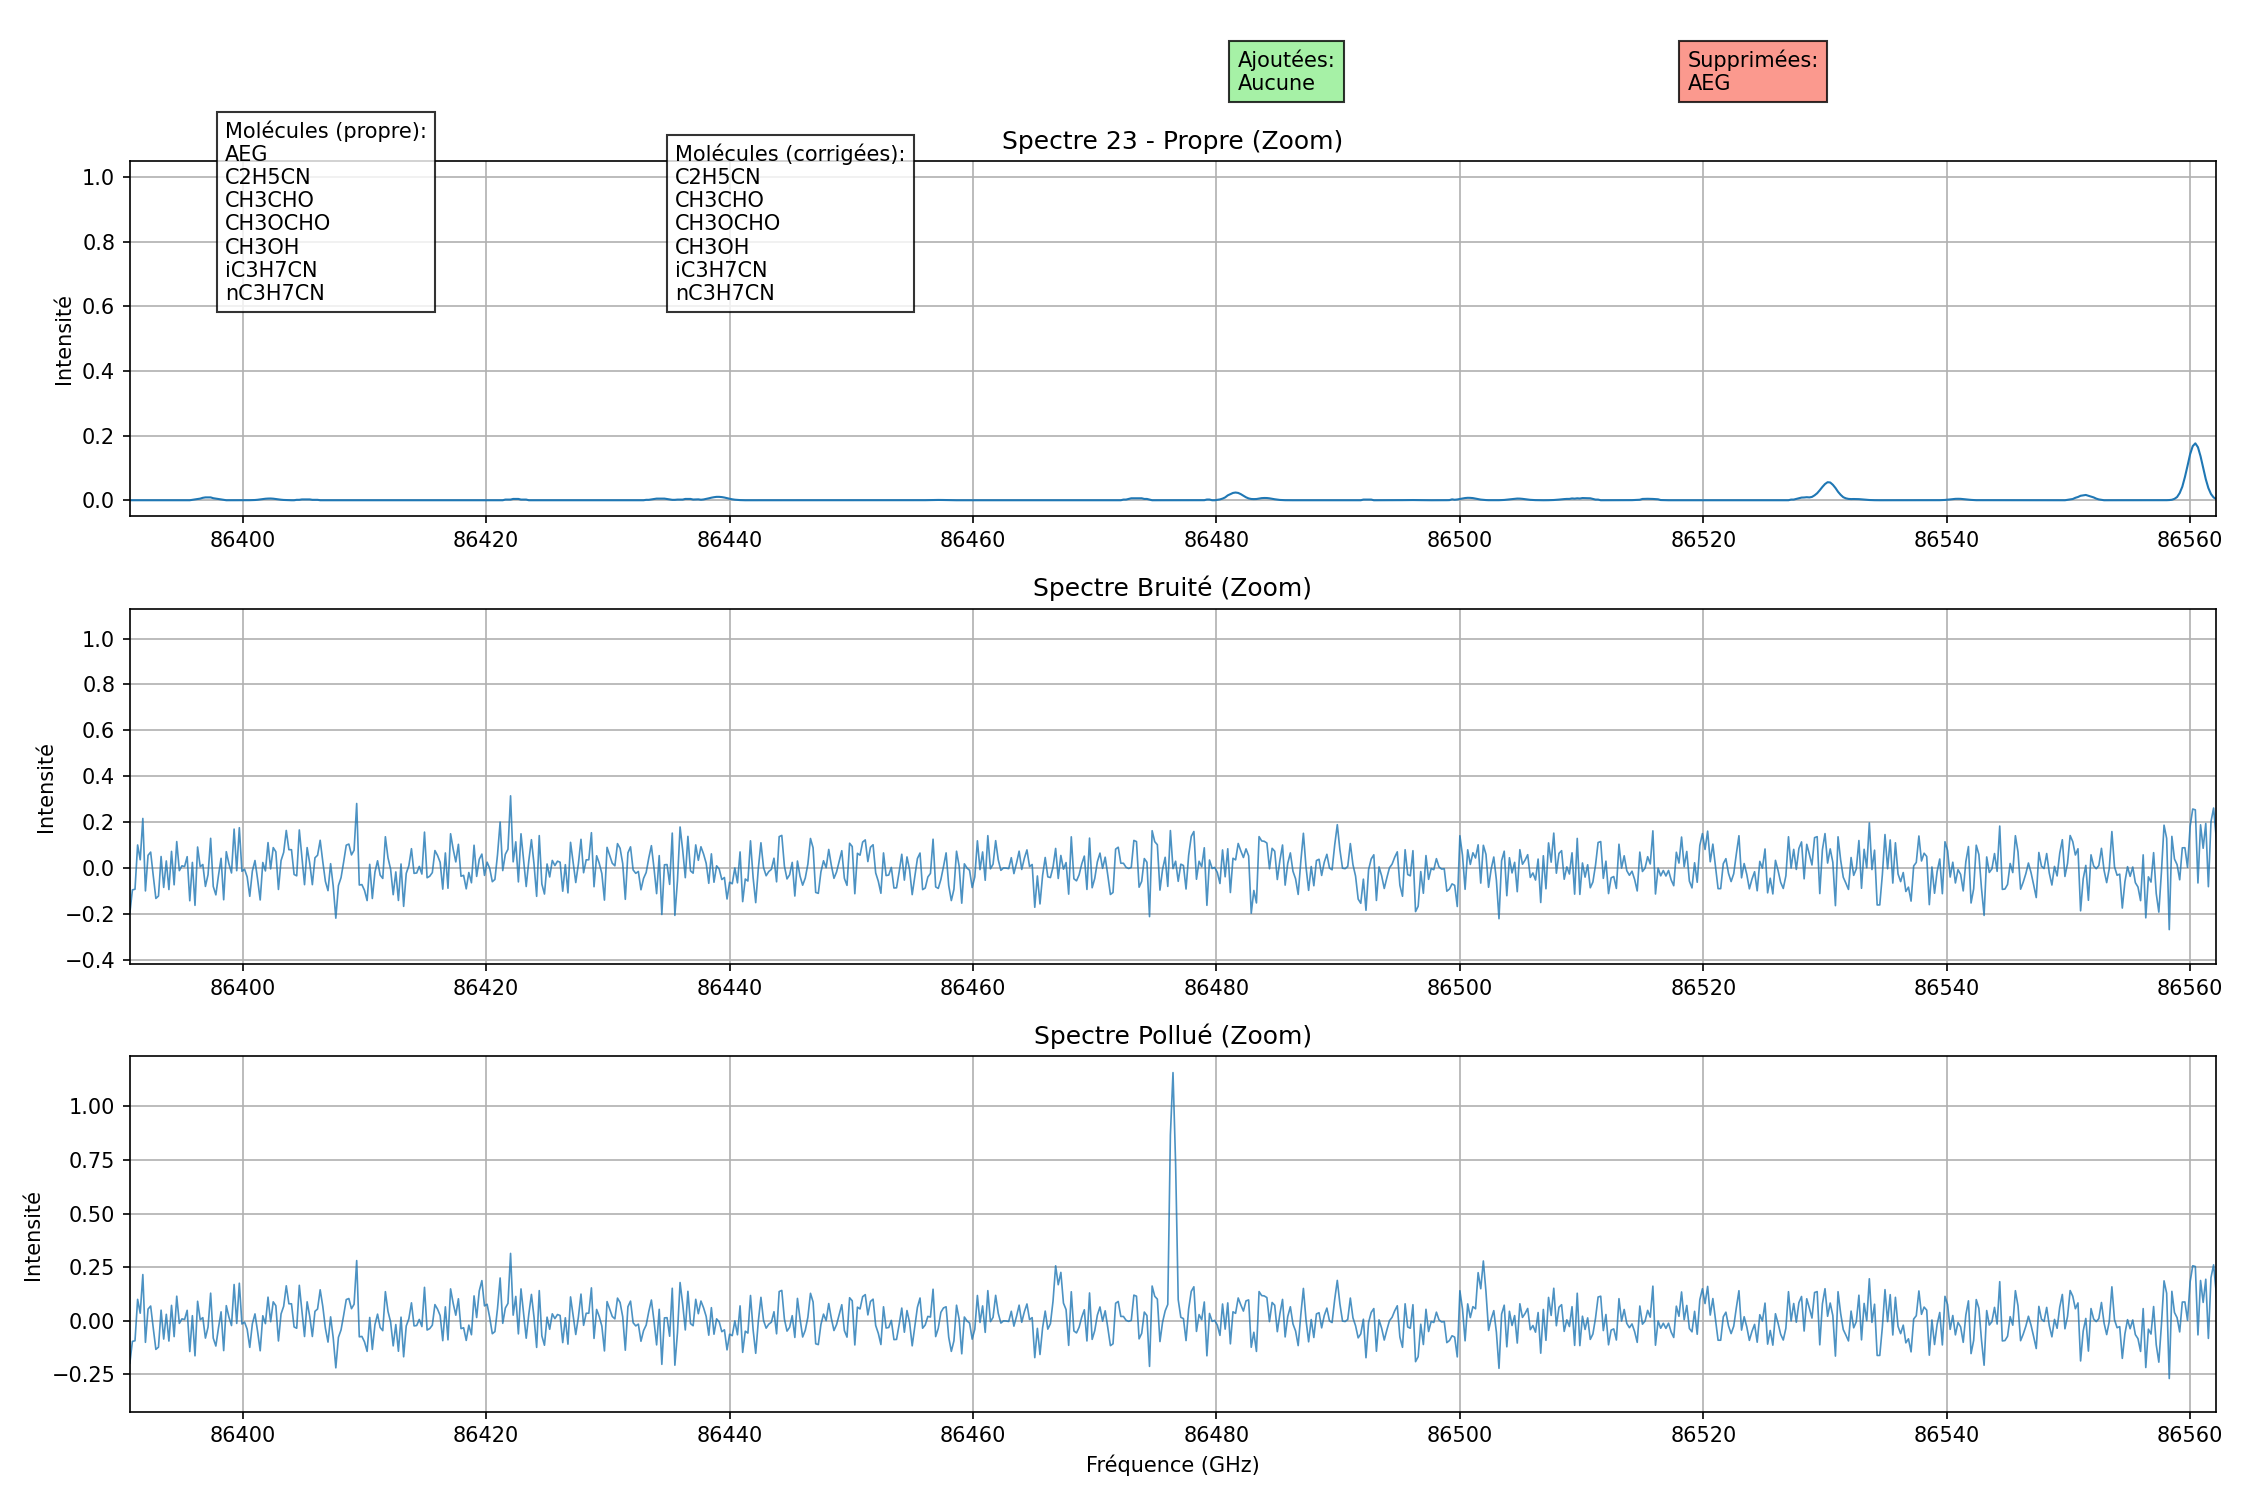 Ajoutées:
Aucune
Supprimées:
AEG
Molécules (propre):
AEG
C2H5CN
CH3CHO
CH3OCHO
CH3OH
iC3H7CN
nC3H7CN
Molécules (corrigées):
C2H5CN
CH3CHO
CH3OCHO
CH3OH
iC3H7CN
nC3H7CN
Spectre 23 - Propre (Zoom)
Intensité
1.0
0.8
0.6
0.4
0.2
0.0
86400 86420 86440 86460 86480 86500 86520 86540 86560
Spectre Bruité (Zoom)
Intensité
1.0
0.8
0.6
0.4
0.2
0.0
−0.2
−0.4
86400 86420 86440 86460 86480 86500 86520 86540 86560
Spectre Pollué (Zoom)
Intensité
1.00
0.75
0.50
0.25
0.00
−0.25
86400 86420 86440 86460 86480 86500 86520 86540 86560
Fréquence (GHz)